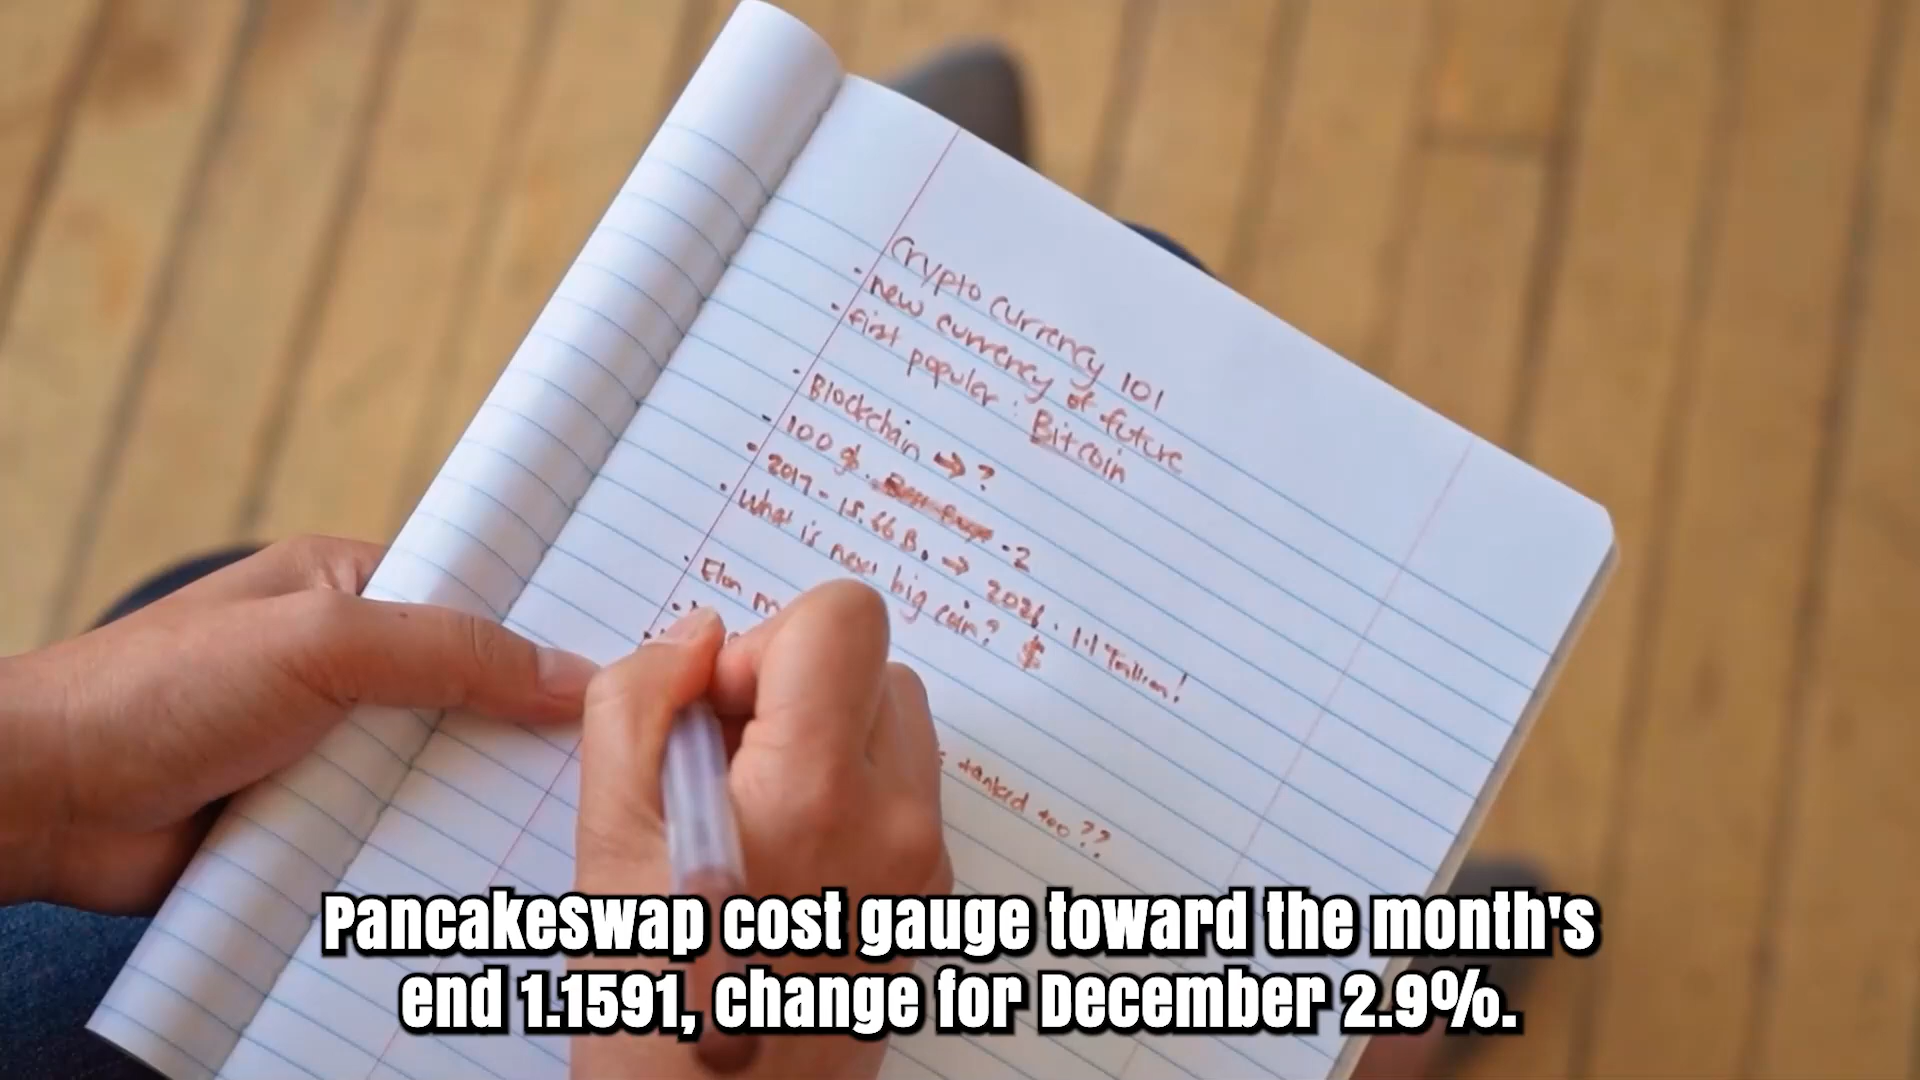 Crypto Currency 101
• new currency of future
• first popular : Bitcoin
• Blockchain → ?
- 100 $. -2
• 2017 - 15.66 B. → 2021. 1.1 Trillion!
• What is next big coin? $
• Elon m
tanked too??
PancakeSwap cost gauge toward the month's
end 1.1591, change for December 2.9%.